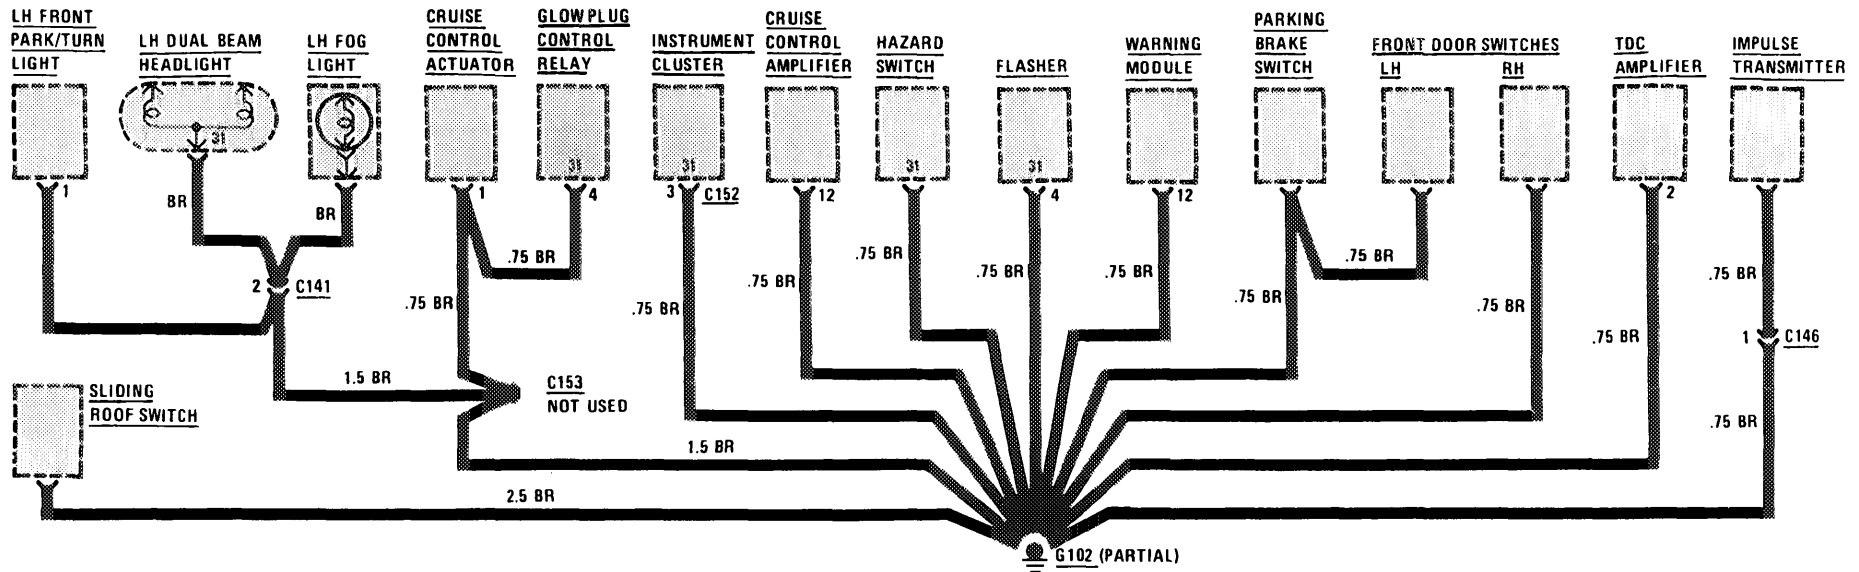 LH FRONT
PARK/TURN
LIGHT
LH DUAL BEAM
HEADLIGHT
LH FOG
LIGHT
CRUISE
CONTROL
ACTUATOR
GLOW PLUG
CONTROL
RELAY
INSTRUMENT
CLUSTER
CRUISE
CONTROL
AMPLIFIER
HAZARD
SWITCH
FLASHER
WARNING
MODULE
PARKING
BRAKE
SWITCH
FRONT DOOR SWITCHES
LH
RH
TDC
AMPLIFIER
IMPULSE
TRANSMITTER
31
31
31
31
31
1
BR
BR
1
4
3
C152
12
4
12
2
.75 BR
.75 BR
.75 BR
.75 BR
.75 BR
.75 BR
.75 BR
2
C141
.75 BR
.75 BR
.75 BR
.75 BR
.75 BR
1
C146
1.5 BR
C153
NOT USED
SLIDING
ROOF SWITCH
.75 BR
1.5 BR
2.5 BR
G102 (PARTIAL)